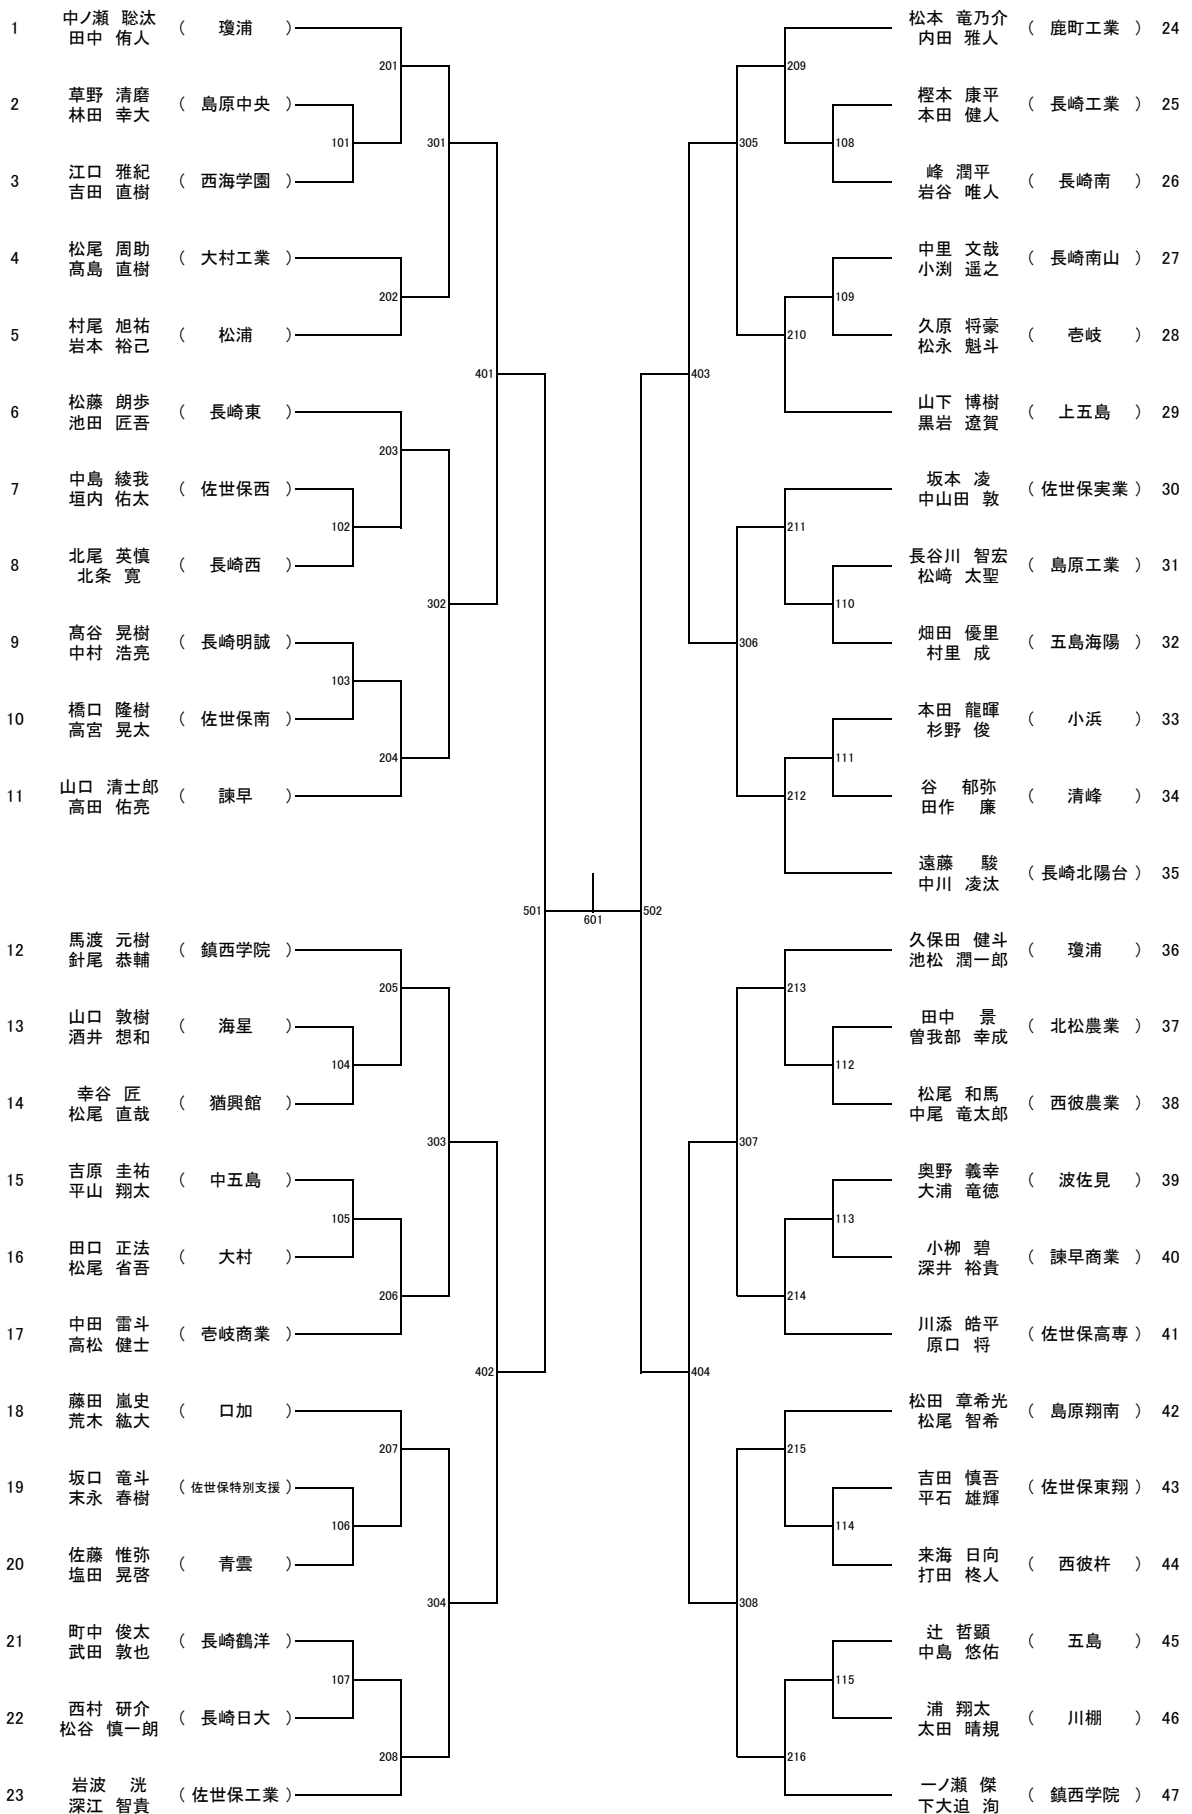 1 中ノ瀬 聡汰 田中 侑人 ( 瓊浦 )
2 草野 清磨 林田 幸大 ( 島原中央 )
3 江口 雅紀 吉田 直樹 ( 西海学園 )
4 松尾 周助 髙島 直樹 ( 大村工業 )
5 村尾 旭祐 岩本 裕己 ( 松浦 )
6 松藤 朗歩 池田 匠吾 ( 長崎東 )
7 中島 綾我 垣内 佑太 ( 佐世保西 )
8 北尾 英慎 北条 寛 ( 長崎西 )
9 髙谷 晃樹 中村 浩亮 ( 長崎明誠 )
10 橋口 隆樹 高宮 晃太 ( 佐世保南 )
11 山口 清士郎 高田 佑亮 ( 諫早 )
12 馬渡 元樹 針尾 恭輔 ( 鎮西学院 )
13 山口 敦樹 酒井 想和 ( 海星 )
14 幸谷 匠 松尾 直哉 ( 猶興館 )
15 吉原 圭祐 平山 翔太 ( 中五島 )
16 田口 正法 松尾 省吾 ( 大村 )
17 中田 雷斗 高松 健士 ( 壱岐商業 )
18 藤田 嵐史 荒木 紘大 ( 口加 )
19 坂口 竜斗 末永 春樹 ( 佐世保特別支援 )
20 佐藤 惟弥 塩田 晃啓 ( 青雲 )
21 町中 俊太 武田 敦也 ( 長崎鶴洋 )
22 西村 研介 松谷 慎一朗 ( 長崎日大 )
23 岩波 洸 深江 智貴 ( 佐世保工業 )
201
101
301
202
401
203
102
302
103
204
501
601
502
205
104
303
105
206
402
207
106
304
107
208
松本 竜乃介 内田 雅人 ( 鹿町工業 ) 24
樫本 康平 本田 健人 ( 長崎工業 ) 25
峰 潤平 岩谷 唯人 ( 長崎南 ) 26
中里 文哉 小渕 遥之 ( 長崎南山 ) 27
久原 将豪 松永 魁斗 ( 壱岐 ) 28
山下 博樹 黒岩 遼賀 ( 上五島 ) 29
坂本 凌 中山田 敦 ( 佐世保実業 ) 30
長谷川 智宏 松﨑 太聖 ( 島原工業 ) 31
畑田 優里 村里 成 ( 五島海陽 ) 32
本田 龍暉 杉野 俊 ( 小浜 ) 33
谷 郁弥 田作 廉 ( 清峰 ) 34
遠藤 駿 中川 凌汰 ( 長崎北陽台 ) 35
久保田 健斗 池松 潤一郎 ( 瓊浦 ) 36
田中 景 曽我部 幸成 ( 北松農業 ) 37
松尾 和馬 中尾 竜太郎 ( 西彼農業 ) 38
奥野 義幸 大浦 竜徳 ( 波佐見 ) 39
小栁 碧 深井 裕貴 ( 諫早商業 ) 40
川添 皓平 原口 将 ( 佐世保高専 ) 41
松田 章希光 松尾 智希 ( 島原翔南 ) 42
吉田 慎吾 平石 雄輝 ( 佐世保東翔 ) 43
来海 日向 打田 柊人 ( 西彼杵 ) 44
辻 哲顕 中島 悠佑 ( 五島 ) 45
浦 翔太 太田 晴規 ( 川棚 ) 46
一ノ瀬 傑 下大迫 洵 ( 鎮西学院 ) 47
209
305
108
109
210
403
211
110
306
111
212
213
112
307
113
214
404
215
114
308
115
216